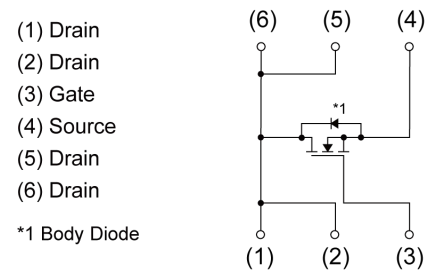 (1) Drain
(2) Drain
(3) Gate
(4) Source
(5) Drain
(6) Drain
*1 Body Diode
(6) (5) (4)
*1
(1) (2) (3)